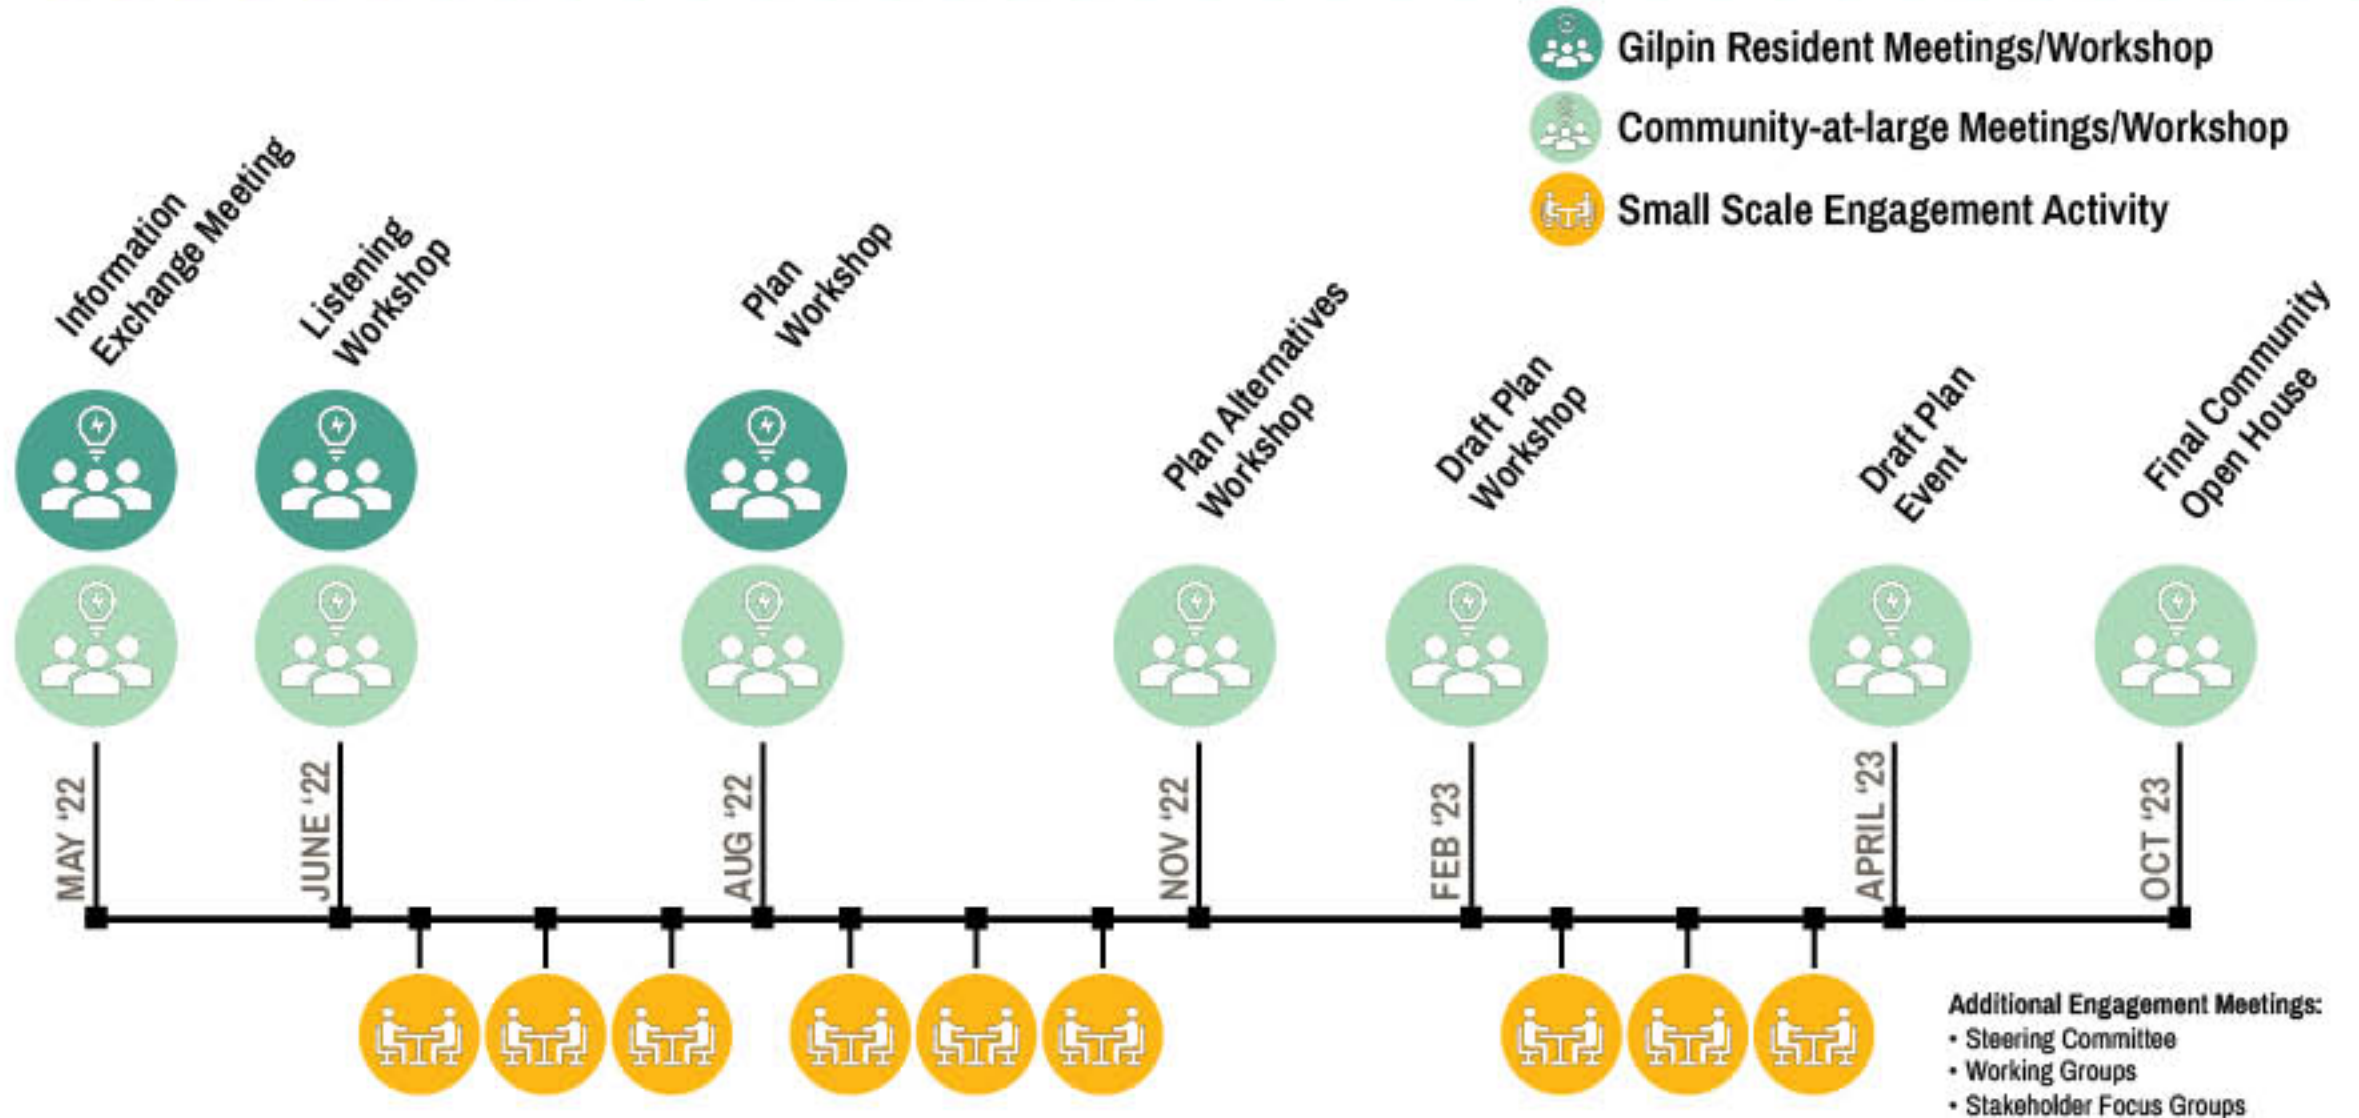 Gilpin Resident Meetings/Workshop
Community-at-large Meetings/Workshop
Small Scale Engagement Activity
Information
Exchange Meeting
Listening
Workshop
Plan
Workshop
Plan Alternatives
Workshop
Draft Plan
Workshop
Draft Plan
Event
Final Community
Open House
MAY ‘22
JUNE ‘22
AUG ‘22
NOV ‘22
FEB ‘23
APRIL ‘23
OCT ‘23
Additional Engagement Meetings:
• Steering Committee
• Working Groups
• Stakeholder Focus Groups